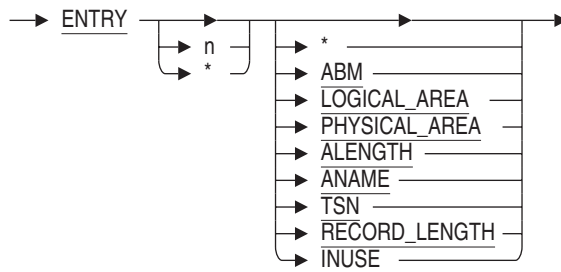 ENTRY
n
*
*
ABM
LOGICAL_AREA
PHYSICAL_AREA
ALENGTH
ANAME
TSN
RECORD_LENGTH
INUSE